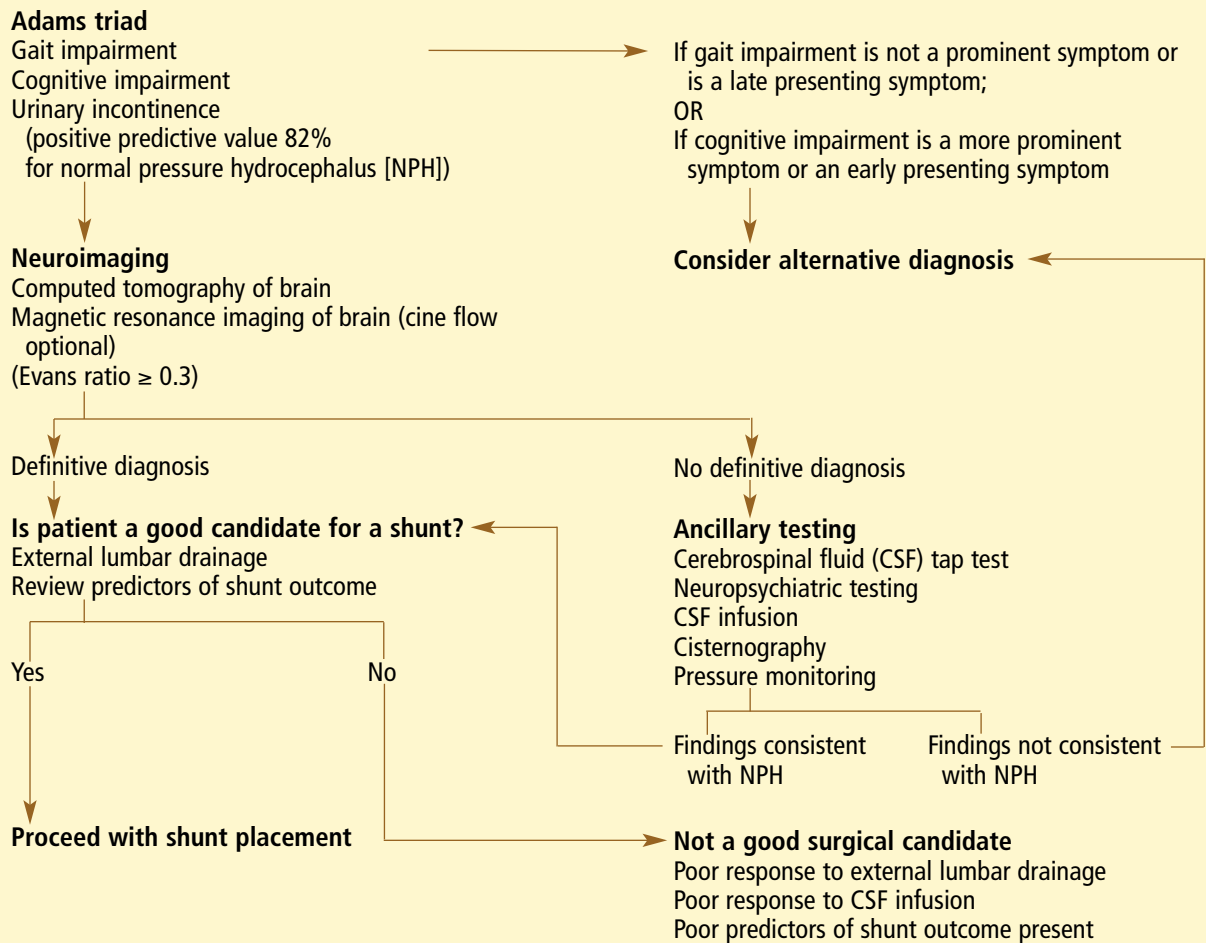 Adams triad
Gait impairment
Cognitive impairment
Urinary incontinence
(positive predictive value 82%
for normal pressure hydrocephalus [NPH])
If gait impairment is not a prominent symptom or
is a late presenting symptom;
OR
If cognitive impairment is a more prominent
symptom or an early presenting symptom
Neuroimaging
Computed tomography of brain
Magnetic resonance imaging of brain (cine flow
optional)
(Evans ratio ≥ 0.3)
Consider alternative diagnosis
Definitive diagnosis
No definitive diagnosis
Is patient a good candidate for a shunt?
External lumbar drainage
Review predictors of shunt outcome
Ancillary testing
Cerebrospinal fluid (CSF) tap test
Neuropsychiatric testing
CSF infusion
Cisternography
Pressure monitoring
Yes
No
Findings consistent
with NPH
Findings not consistent
with NPH
Proceed with shunt placement
Not a good surgical candidate
Poor response to external lumbar drainage
Poor response to CSF infusion
Poor predictors of shunt outcome present